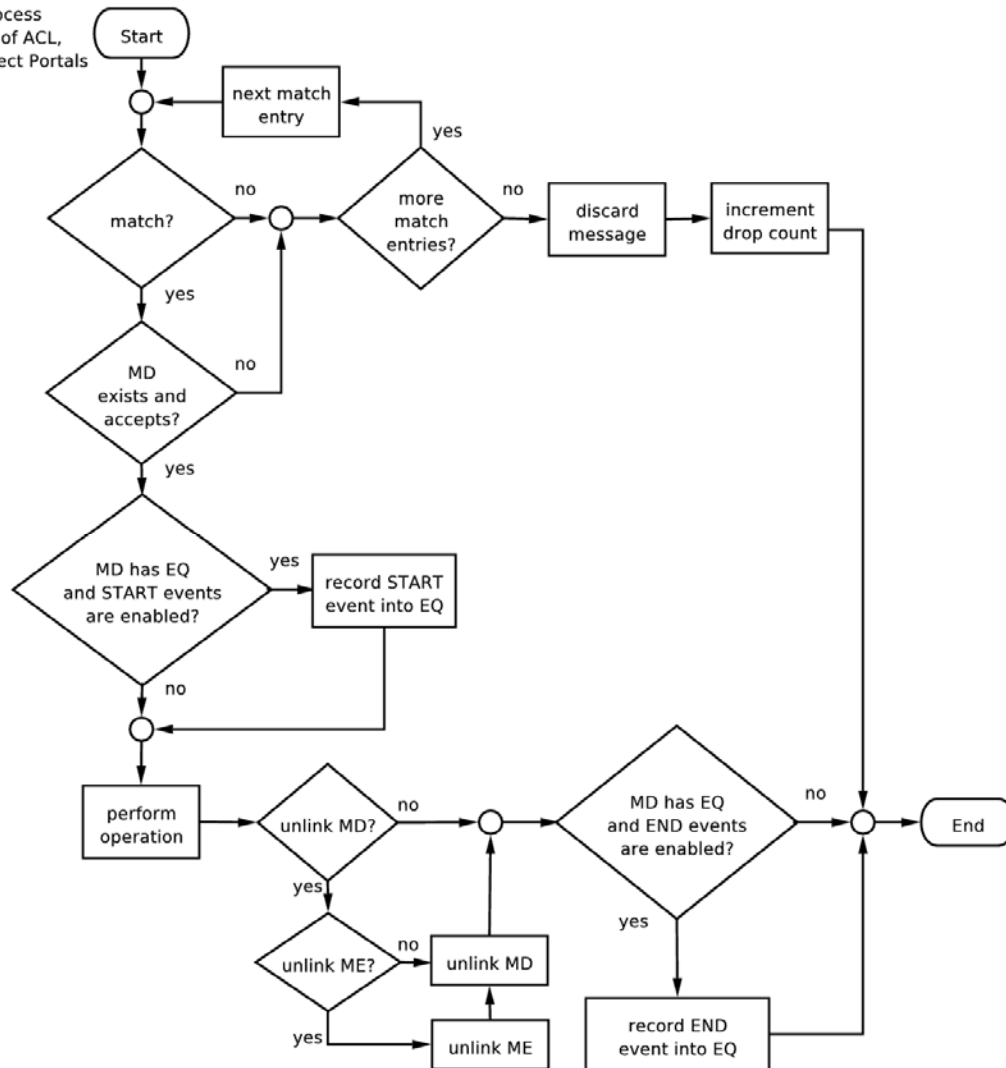 of ACL,
Portals
Start
next match
entry
yes
match?
no
more
match
entries?
no
discard
message
increment
drop count
yes
MD
exists and
accepts?
no
yes
MD has EQ
and START events
are enabled?
yes
record START
event into EQ
no
perform
operation
unlink MD?
no
MD has EQ
and END events
are enabled?
no
End
yes
unlink ME?
no
unlink MD
yes
yes
unlink ME
record END
event into EQ